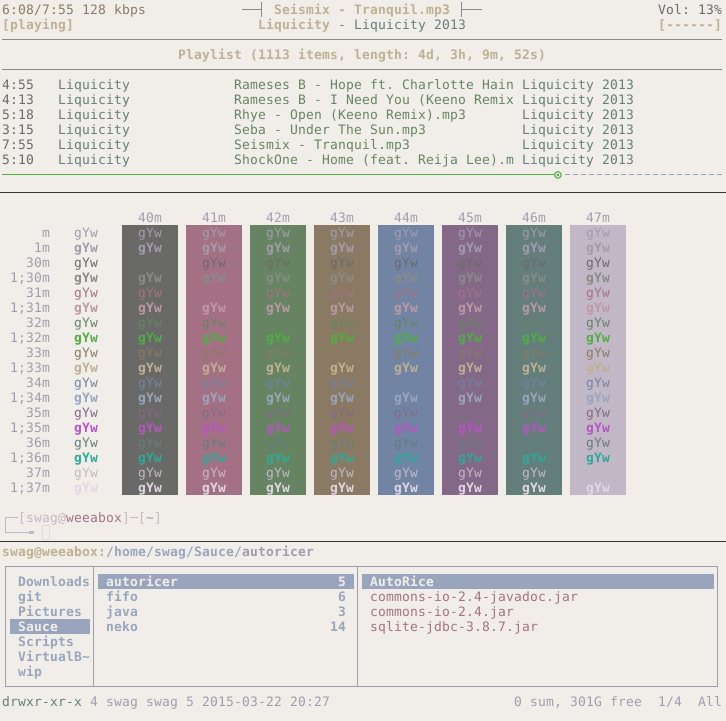 6:08/7:55 128 kbps ──┤ Seismix - Tranquil.mp3 ├── Vol: 13%
[playing] Liquicity - Liquicity 2013 [------]
Playlist (1113 items, length: 4d, 3h, 9m, 52s)
4:55 Liquicity Rameses B - Hope ft. Charlotte Hain Liquicity 2013
4:13 Liquicity Rameses B - I Need You (Keeno Remix Liquicity 2013
5:18 Liquicity Rhye - Open (Keeno Remix).mp3 Liquicity 2013
3:15 Liquicity Seba - Under The Sun.mp3 Liquicity 2013
7:55 Liquicity Seismix - Tranquil.mp3 Liquicity 2013
5:10 Liquicity ShockOne - Home (feat. Reija Lee).m Liquicity 2013
40m 41m 42m 43m 44m 45m 46m 47m
m gYw gYw gYw gYw gYw gYw gYw gYw gYw
1m gYw gYw gYw gYw gYw gYw gYw gYw gYw
30m gYw gYw gYw gYw gYw gYw gYw gYw
1;30m gYw gYw gYw gYw gYw gYw gYw gYw gYw
31m gYw gYw gYw gYw gYw gYw gYw gYw
1;31m gYw gYw gYw gYw gYw gYw gYw gYw gYw
32m gYw gYw gYw gYw gYw gYw gYw gYw
1;32m gYw gYw gYw gYw gYw gYw gYw gYw gYw
33m gYw gYw gYw gYw gYw gYw gYw gYw
1;33m gYw gYw gYw gYw gYw gYw gYw gYw gYw
34m gYw gYw gYw gYw gYw gYw gYw gYw
1;34m gYw gYw gYw gYw gYw gYw gYw gYw gYw
35m gYw gYw gYw gYw gYw gYw gYw gYw
1;35m gYw gYw gYw gYw gYw gYw gYw gYw gYw
36m gYw gYw gYw gYw gYw gYw gYw gYw
1;36m gYw gYw gYw gYw gYw gYw gYw gYw gYw
37m gYw gYw gYw gYw gYw gYw gYw gYw
1;37m gYw gYw gYw gYw gYw gYw gYw gYw gYw
┌─[swag@weeabox]─[~]
└──╼
swag@weeabox:/home/swag/Sauce/autoricer
Downloads autoricer 5 AutoRice
git fifo 6 commons-io-2.4-javadoc.jar
Pictures java 3 commons-io-2.4.jar
Sauce neko 14 sqlite-jdbc-3.8.7.jar
Scripts
VirtualB~
wip
drwxr-xr-x 4 swag swag 5 2015-03-22 20:27 0 sum, 301G free 1/4 All